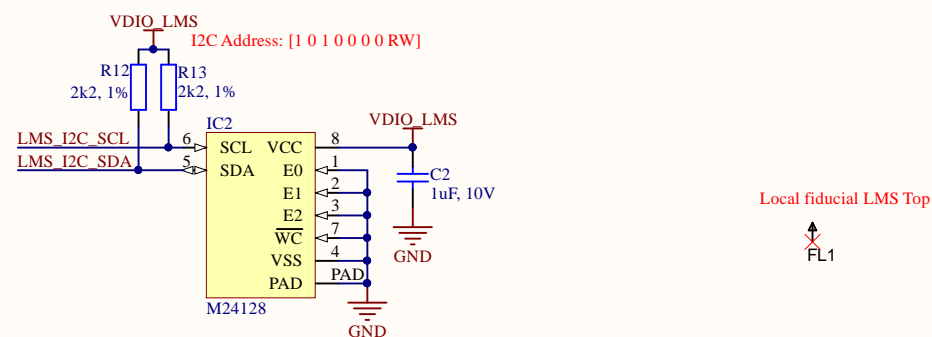 VDIO_LMS
I2C Address: [1 0 1 0 0 0 0 RW]
R12
2k2, 1%
R13
2k2, 1%
LMS_I2C_SCL
LMS_I2C_SDA
IC2
6
5
SCL VCC
SDA E0
E1
E2
WC
VSS
PAD
8
1
2
3
7
4
PAD
M24128
VDIO_LMS
C2
1uF, 10V
GND
GND
Local fiducial LMS Top
FL1